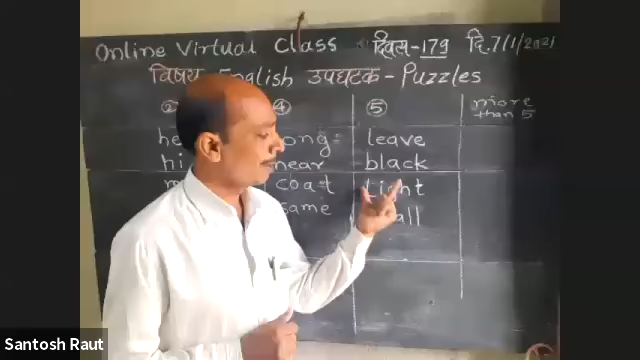 Online Virtual Class दिवस-179 दि.7/1/2021
विषय English उपघटक - Puzzles
② ④ ⑤ more than 5
leave
near black
coat Light
same
Santosh Raut